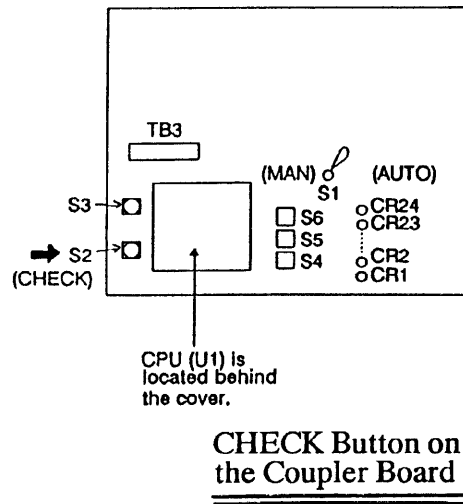 TB3
(MAN)
(AUTO)
S1
S3
S6
CR24
CR23
S2
S5
(CHECK)
S4
CR2
CR1
CPU (U1) is
located behind
the cover.
CHECK Button on
the Coupler Board